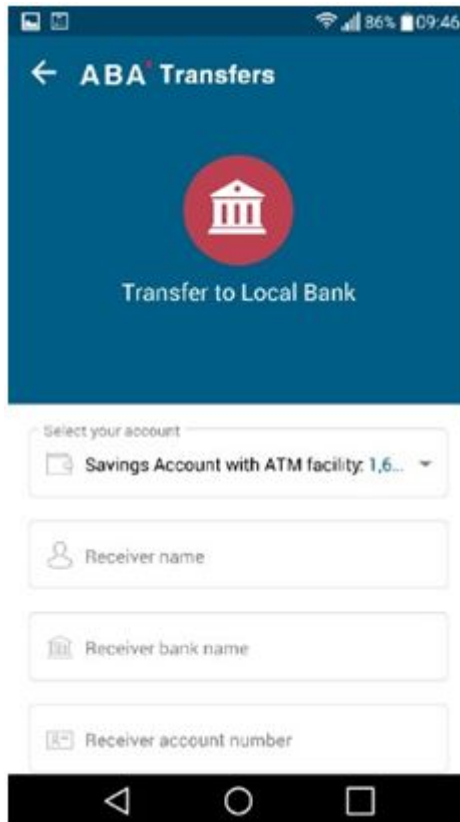 86% 09:46
ABA' Transfers
Transfer to Local Bank
Select your account
Savings Account with ATM facility: 1,6...
Receiver name
Receiver bank name
Receiver account number